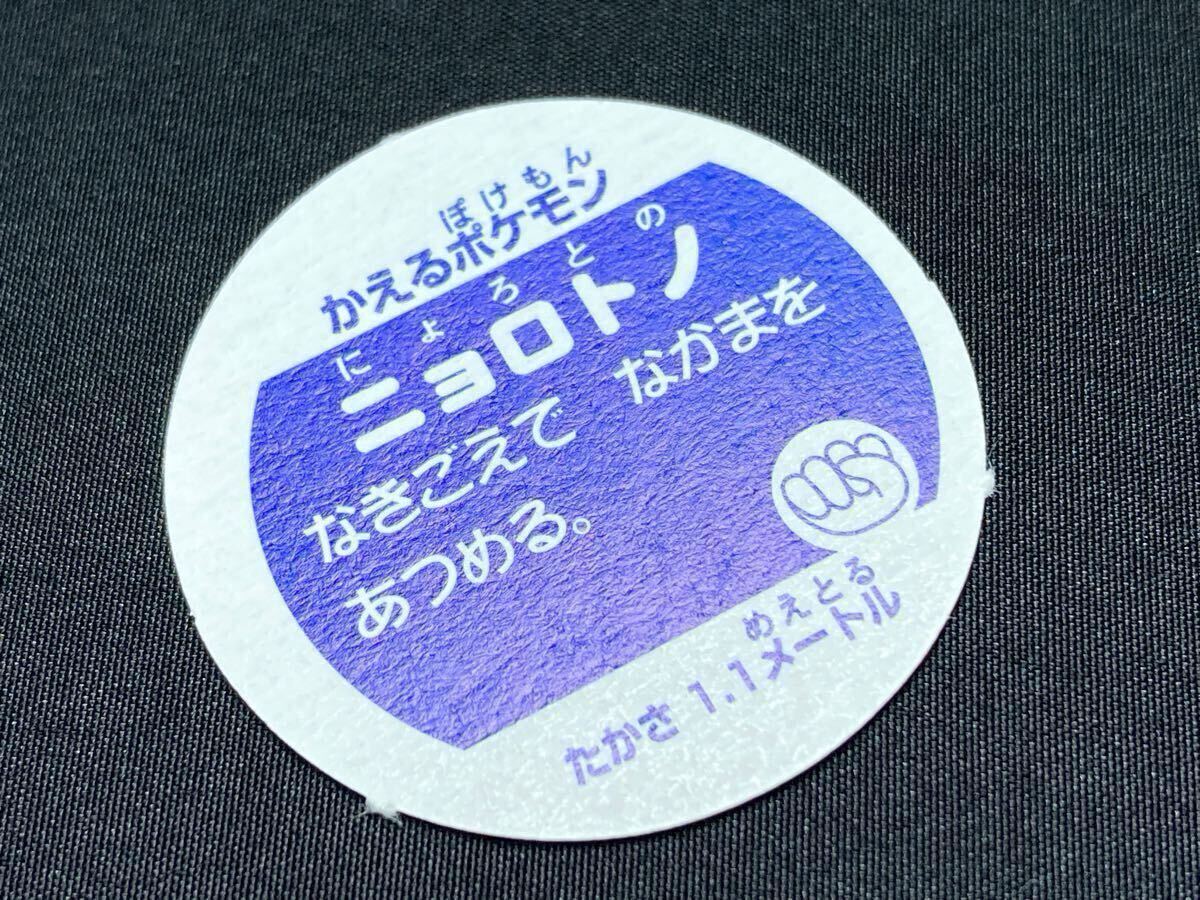 ぽけもん
かえるポケモン
にょろとの
ニョロトノ
なきごえで　なかまを
あつめる。
めえとる
たかさ 1.1メートル